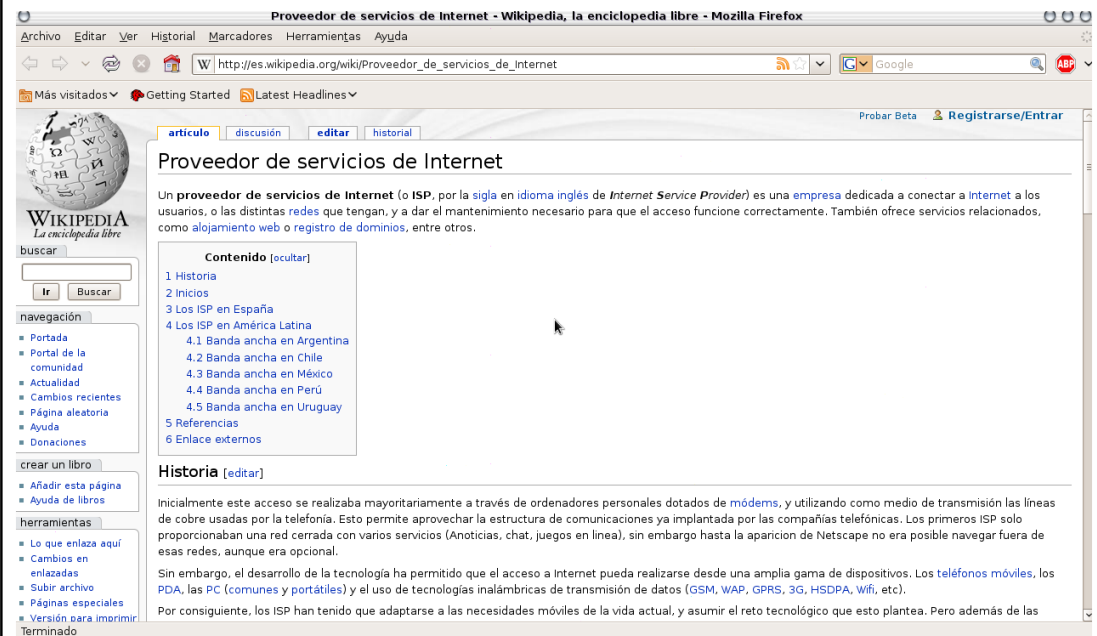 Proveedor de servicios de Internet - Wikipedia, la enciclopedia libre - Mozilla Firefox
Archivo Editar Ver Historial Marcadores Herramientas Ayuda
W http://es.wikipedia.org/wiki/Proveedor_de_servicios_de_Internet G Google ABP
Más visitados Getting Started Latest Headlines
Probar Beta Registrarse/Entrar
artículo discusión editar historial
WIKIPEDIA
La enciclopedia libre
buscar
Ir Buscar
navegación
Portada
Portal de la
comunidad
Actualidad
Cambios recientes
Página aleatoria
Ayuda
Donaciones
crear un libro
Añadir esta página
Ayuda de libros
herramientas
Lo que enlaza aquí
Cambios en
enlazadas
Subir archivo
Páginas especiales
Versión para imprimir
Proveedor de servicios de Internet
Un proveedor de servicios de Internet (o ISP, por la sigla en idioma inglés de Internet Service Provider) es una empresa dedicada a conectar a Internet a los
usuarios, o las distintas redes que tengan, y a dar el mantenimiento necesario para que el acceso funcione correctamente. También ofrece servicios relacionados,
como alojamiento web o registro de dominios, entre otros.
Contenido [ocultar]
1 Historia
2 Inicios
3 Los ISP en España
4 Los ISP en América Latina
4.1 Banda ancha en Argentina
4.2 Banda ancha en Chile
4.3 Banda ancha en México
4.4 Banda ancha en Perú
4.5 Banda ancha en Uruguay
5 Referencias
6 Enlace externos
Historia [editar]
Inicialmente este acceso se realizaba mayoritariamente a través de ordenadores personales dotados de módems, y utilizando como medio de transmisión las líneas
de cobre usadas por la telefonía. Esto permite aprovechar la estructura de comunicaciones ya implantada por las compañías telefónicas. Los primeros ISP solo
proporcionaban una red cerrada con varios servicios (Anoticias, chat, juegos en linea), sin embargo hasta la aparicion de Netscape no era posible navegar fuera de
esas redes, aunque era opcional.
Sin embargo, el desarrollo de la tecnología ha permitido que el acceso a Internet pueda realizarse desde una amplia gama de dispositivos. Los teléfonos móviles, los
PDA, las PC (comunes y portátiles) y el uso de tecnologías inalámbricas de transmisión de datos (GSM, WAP, GPRS, 3G, HSDPA, Wifi, etc).
Por consiguiente, los ISP han tenido que adaptarse a las necesidades móviles de la vida actual, y asumir el reto tecnológico que esto plantea. Pero además de las
Terminado